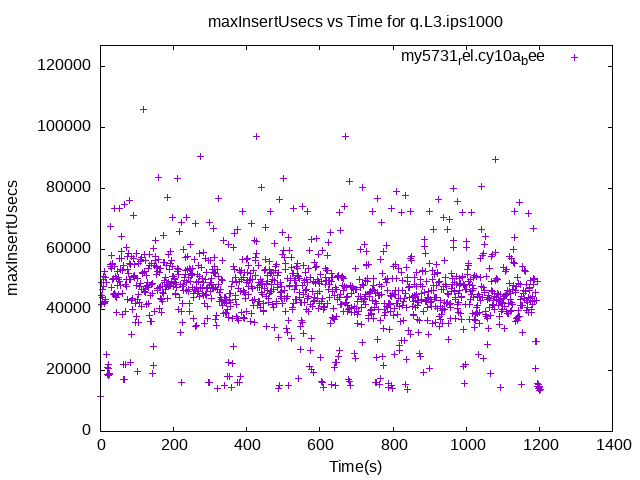 maxInsertUsecs vs Time for q.L3.ips1000
my5731rel.cy10abee
120000
100000
80000
60000
40000
20000
0
maxInsertUsecs
0 200 400 600 800 1000 1200 1400
Time(s)